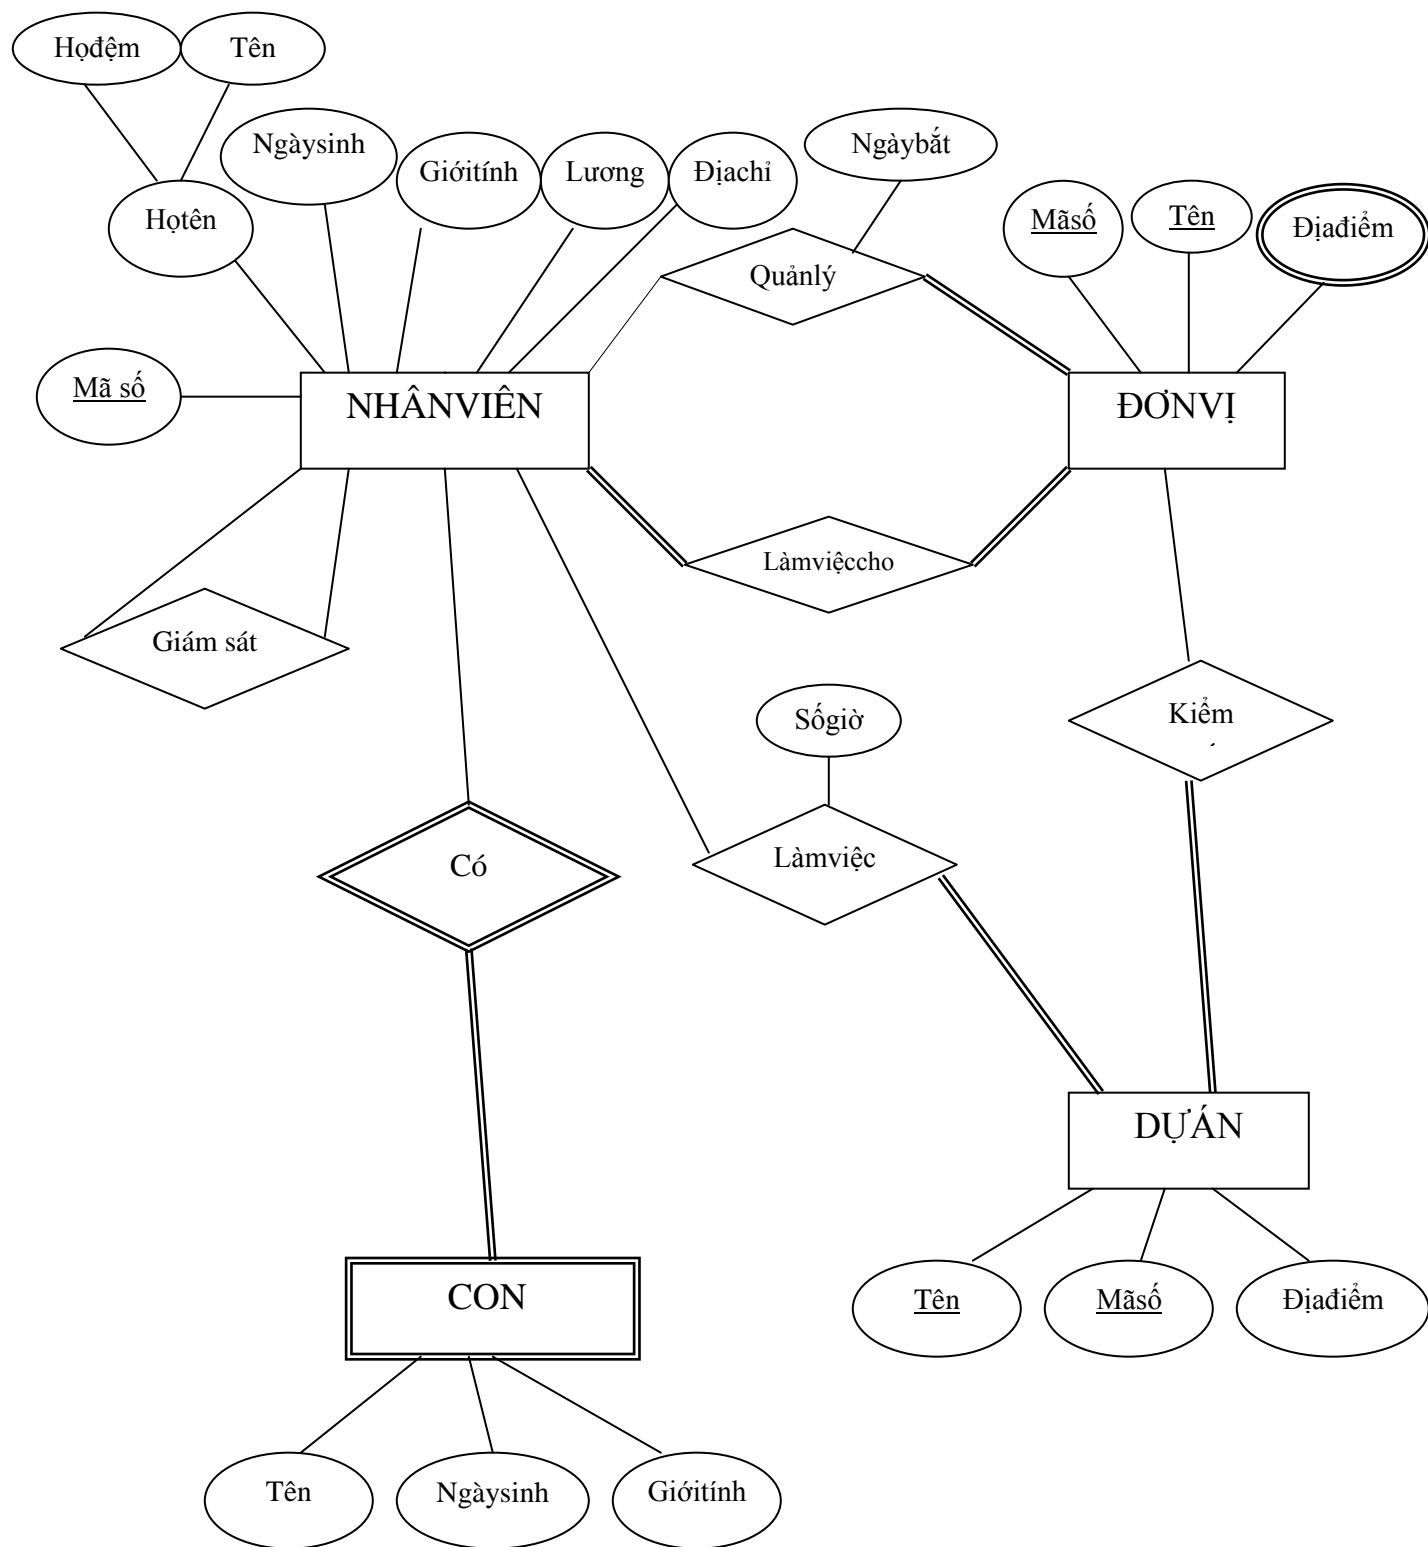 Họđệm
Tên
Ngàysinh
Giớitính
Lương
Địachỉ
Ngàybắt
Họtên
Mãsố
Tên
Địađiểm
Quảnlý
Mã số
NHÂNVIÊN
ĐƠNVỊ
Làmviệccho
Giám sát
Sốgiờ
Kiểm
Có
Làmviệc
DỰÁN
CON
Tên
Mãsố
Địađiểm
Tên
Ngàysinh
Giớitính